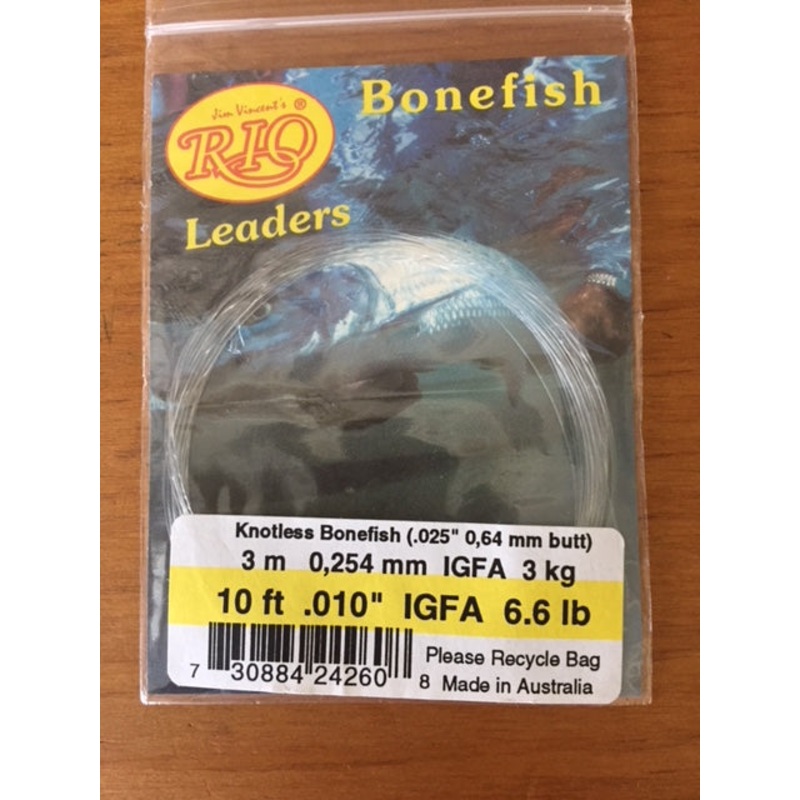 Bonefish
Jim Vincent's ®
RIO
Leaders
Knotless Bonefish (.025" 0,64 mm butt)
3 m 0,254 mm IGFA 3 kg
10 ft .010" IGFA 6.6 lb
Please Recycle Bag
7 30884 24260 8 Made in Australia